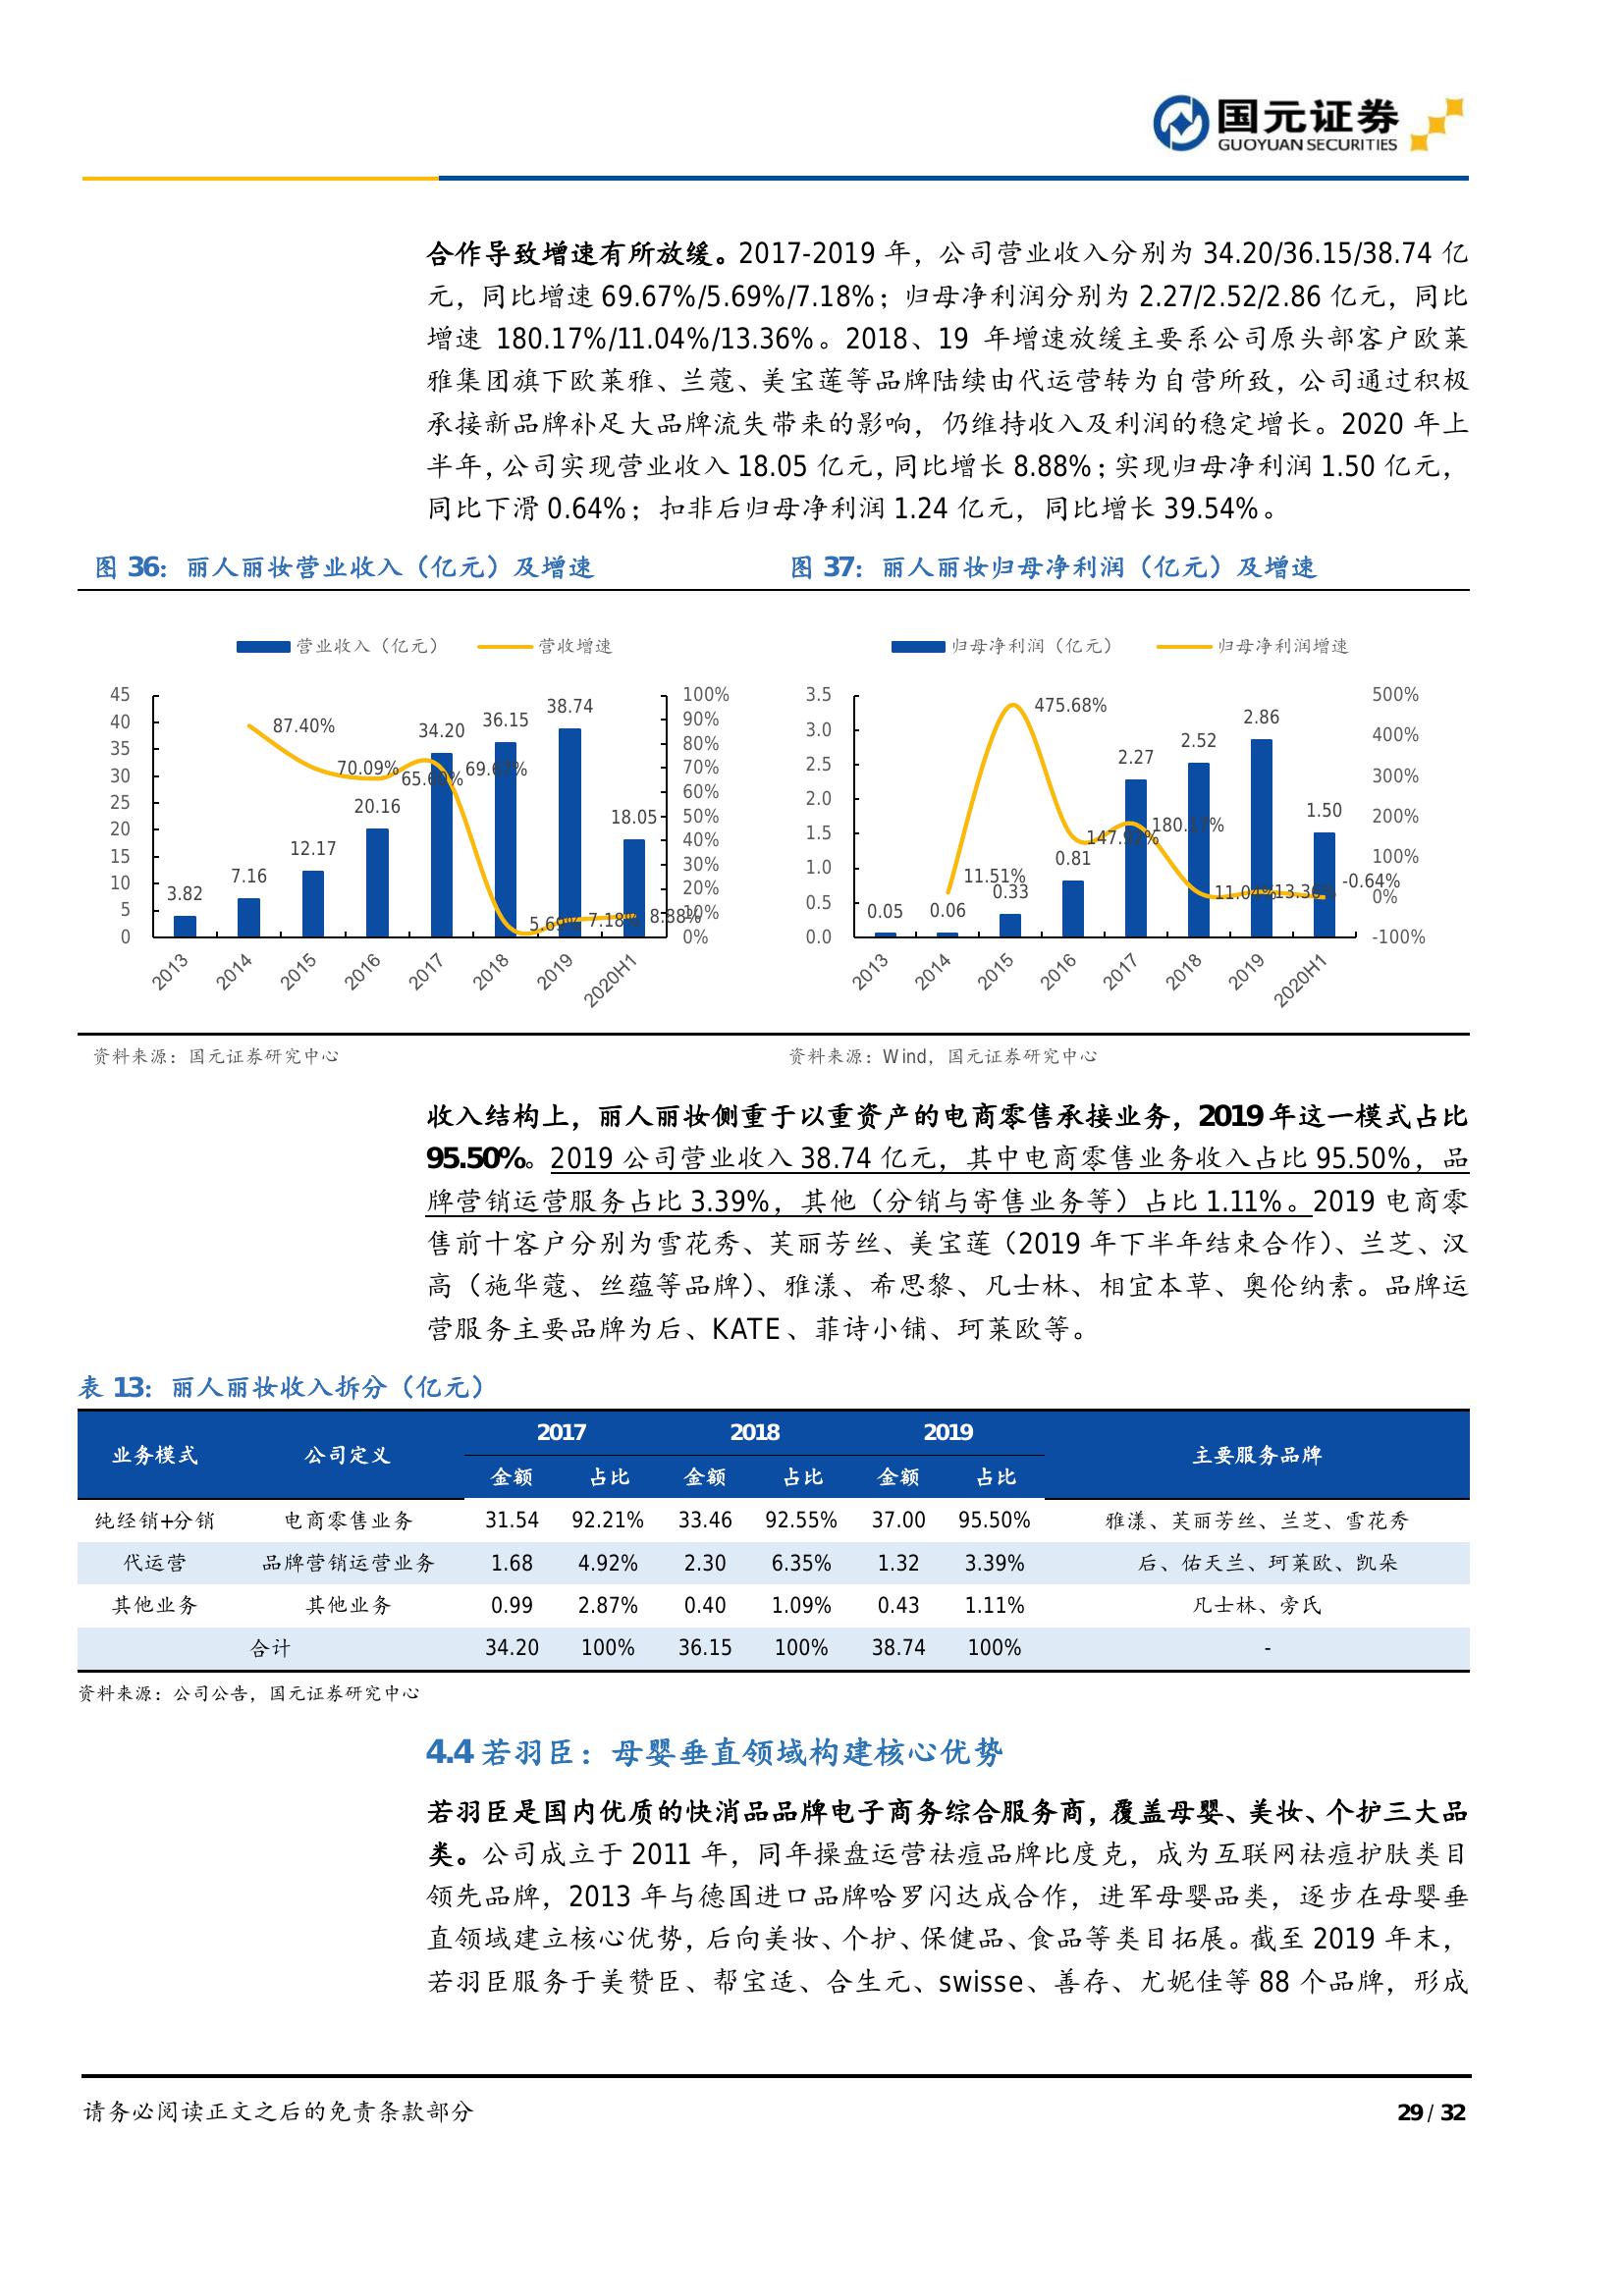 国元证券
GUOYUAN SECURITIES
合作导致增速有所放缓。2017-2019 年，公司营业收入分别为 34.20/36.15/38.74 亿
元，同比增速 69.67%/5.69%/7.18%；归母净利润分别为 2.27/2.52/2.86 亿元，同比
增速 180.17%/11.04%/13.36%。2018、19 年增速放缓主要系公司原头部客户欧莱
雅集团旗下欧莱雅、兰蔻、美宝莲等品牌陆续由代运营转为自营所致，公司通过积极
承接新品牌补足大品牌流失带来的影响，仍维持收入及利润的稳定增长。2020 年上
半年，公司实现营业收入 18.05 亿元，同比增长 8.88%；实现归母净利润 1.50 亿元，
同比下滑 0.64%；扣非后归母净利润 1.24 亿元，同比增长 39.54%。
图 36：丽人丽妆营业收入（亿元）及增速
营业收入（亿元） 营收增速
45
40
35
30
25
20
15
10
5
0
3.82
7.16
12.17
20.16
34.20
36.15
38.74
18.05
87.40%
70.09%
5.69%
7.18%
8.88%
100%
90%
80%
70%
60%
50%
40%
30%
20%
10%
0%
2013 2014 2015 2016 2017 2018 2019 2020H1
资料来源：国元证券研究中心
图 37：丽人丽妆归母净利润（亿元）及增速
归母净利润（亿元） 归母净利润增速
3.5
3.0
2.5
2.0
1.5
1.0
0.5
0.0
0.05
0.06
0.33
0.81
2.27
2.52
2.86
1.50
11.51%
475.68%
180.17%
11.04%
13.36%
-0.64%
500%
400%
300%
200%
100%
0%
-100%
2013 2014 2015 2016 2017 2018 2019 2020H1
资料来源：Wind，国元证券研究中心
收入结构上，丽人丽妆侧重于以重资产的电商零售承接业务，2019 年这一模式占比
95.50%。2019 公司营业收入 38.74 亿元，其中电商零售业务收入占比 95.50%，品
牌营销运营服务占比 3.39%，其他（分销与寄售业务等）占比 1.11%。2019 电商零
售前十客户分别为雪花秀、芙丽芳丝、美宝莲（2019 年下半年结束合作）、兰芝、汉
高（施华蔻、丝蕴等品牌）、雅漾、希思黎、凡士林、相宜本草、奥伦纳素。品牌运
营服务主要品牌为后、KATE、菲诗小铺、珂莱欧等。
表 13：丽人丽妆收入拆分（亿元）
业务模式 公司定义 2017 2018 2019 主要服务品牌
金额 占比 金额 占比 金额 占比
纯经销+分销 电商零售业务 31.54 92.21% 33.46 92.55% 37.00 95.50% 雅漾、芙丽芳丝、兰芝、雪花秀
代运营 品牌营销运营业务 1.68 4.92% 2.30 6.35% 1.32 3.39% 后、佑天兰、珂莱欧、凯朵
其他业务 其他业务 0.99 2.87% 0.40 1.09% 0.43 1.11% 凡士林、旁氏
合计 34.20 100% 36.15 100% 38.74 100% -
资料来源：公司公告，国元证券研究中心
4.4 若羽臣：母婴垂直领域构建核心优势
若羽臣是国内优质的快消品品牌电子商务综合服务商，覆盖母婴、美妆、个护三大品
类。公司成立于 2011 年，同年操盘运营祛痘品牌比度克，成为互联网祛痘护肤类目
领先品牌，2013 年与德国进口品牌哈罗闪达成合作，进军母婴品类，逐步在母婴垂
直领域建立核心优势，后向美妆、个护、保健品、食品等类目拓展。截至 2019 年末，
若羽臣服务于美赞臣、帮宝适、合生元、swisse、善存、尤妮佳等 88 个品牌，形成
请务必阅读正文之后的免责条款部分
29 / 32